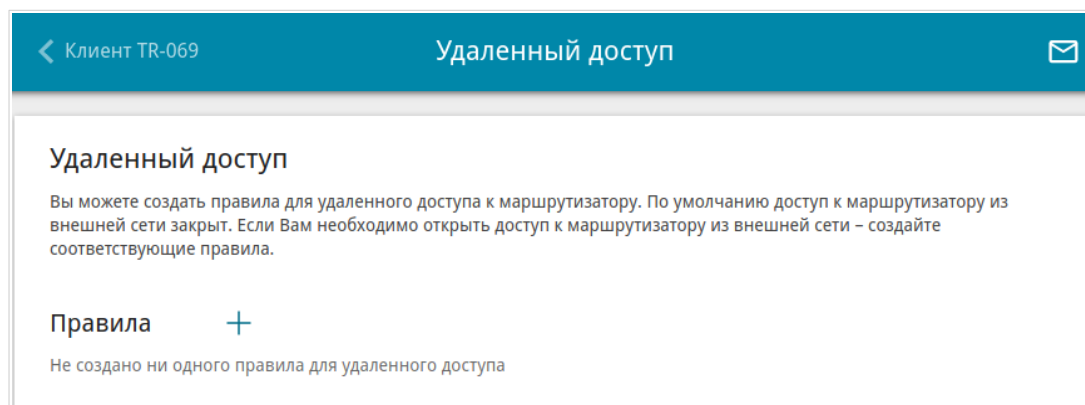 Клиент TR-069
Удаленный доступ
Удаленный доступ
Вы можете создать правила для удаленного доступа к маршрутизатору. По умолчанию доступ к маршрутизатору из
внешней сети закрыт. Если Вам необходимо открыть доступ к маршрутизатору из внешней сети – создайте
соответствующие правила.
Правила
Не создано ни одного правила для удаленного доступа